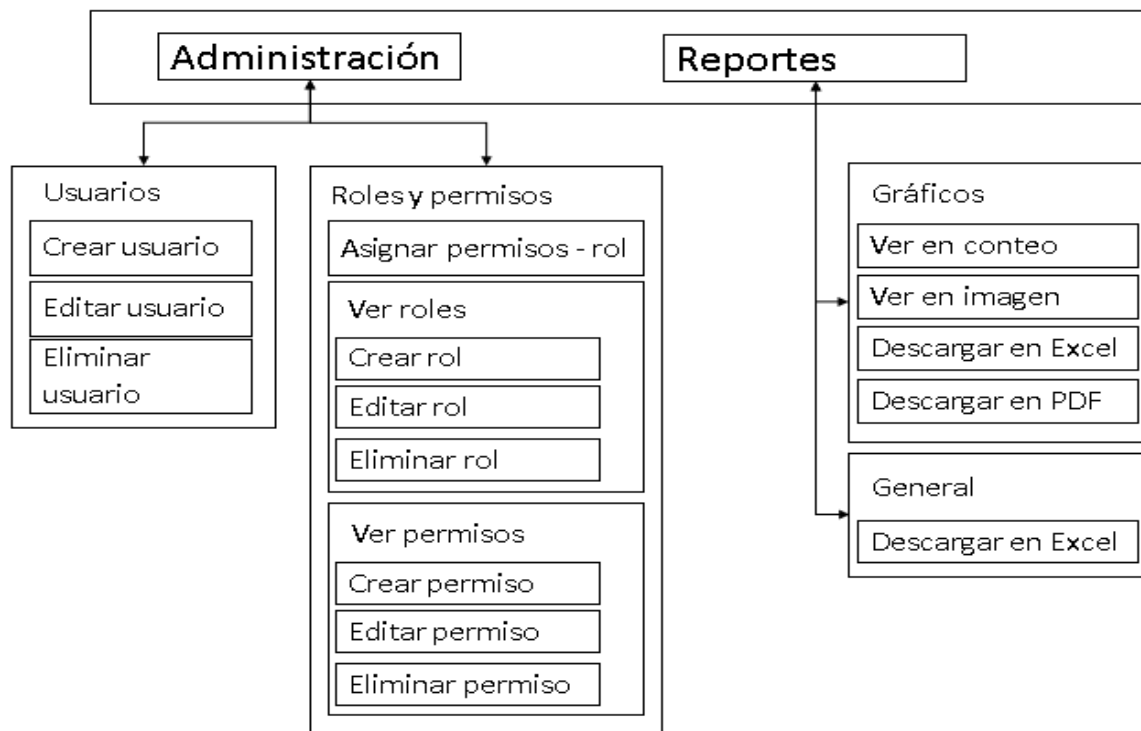 Administración
Reportes
Usuarios
Crear usuario
Editar usuario
Eliminar
usuario
Roles y permisos
Asignar permisos - rol
Ver roles
Crear rol
Editar rol
Eliminar rol
Ver permisos
Crear permiso
Editar permiso
Eliminar permiso
Gráficos
Ver en conteo
Ver en imagen
Descargar en Excel
Descargar en PDF
General
Descargar en Excel